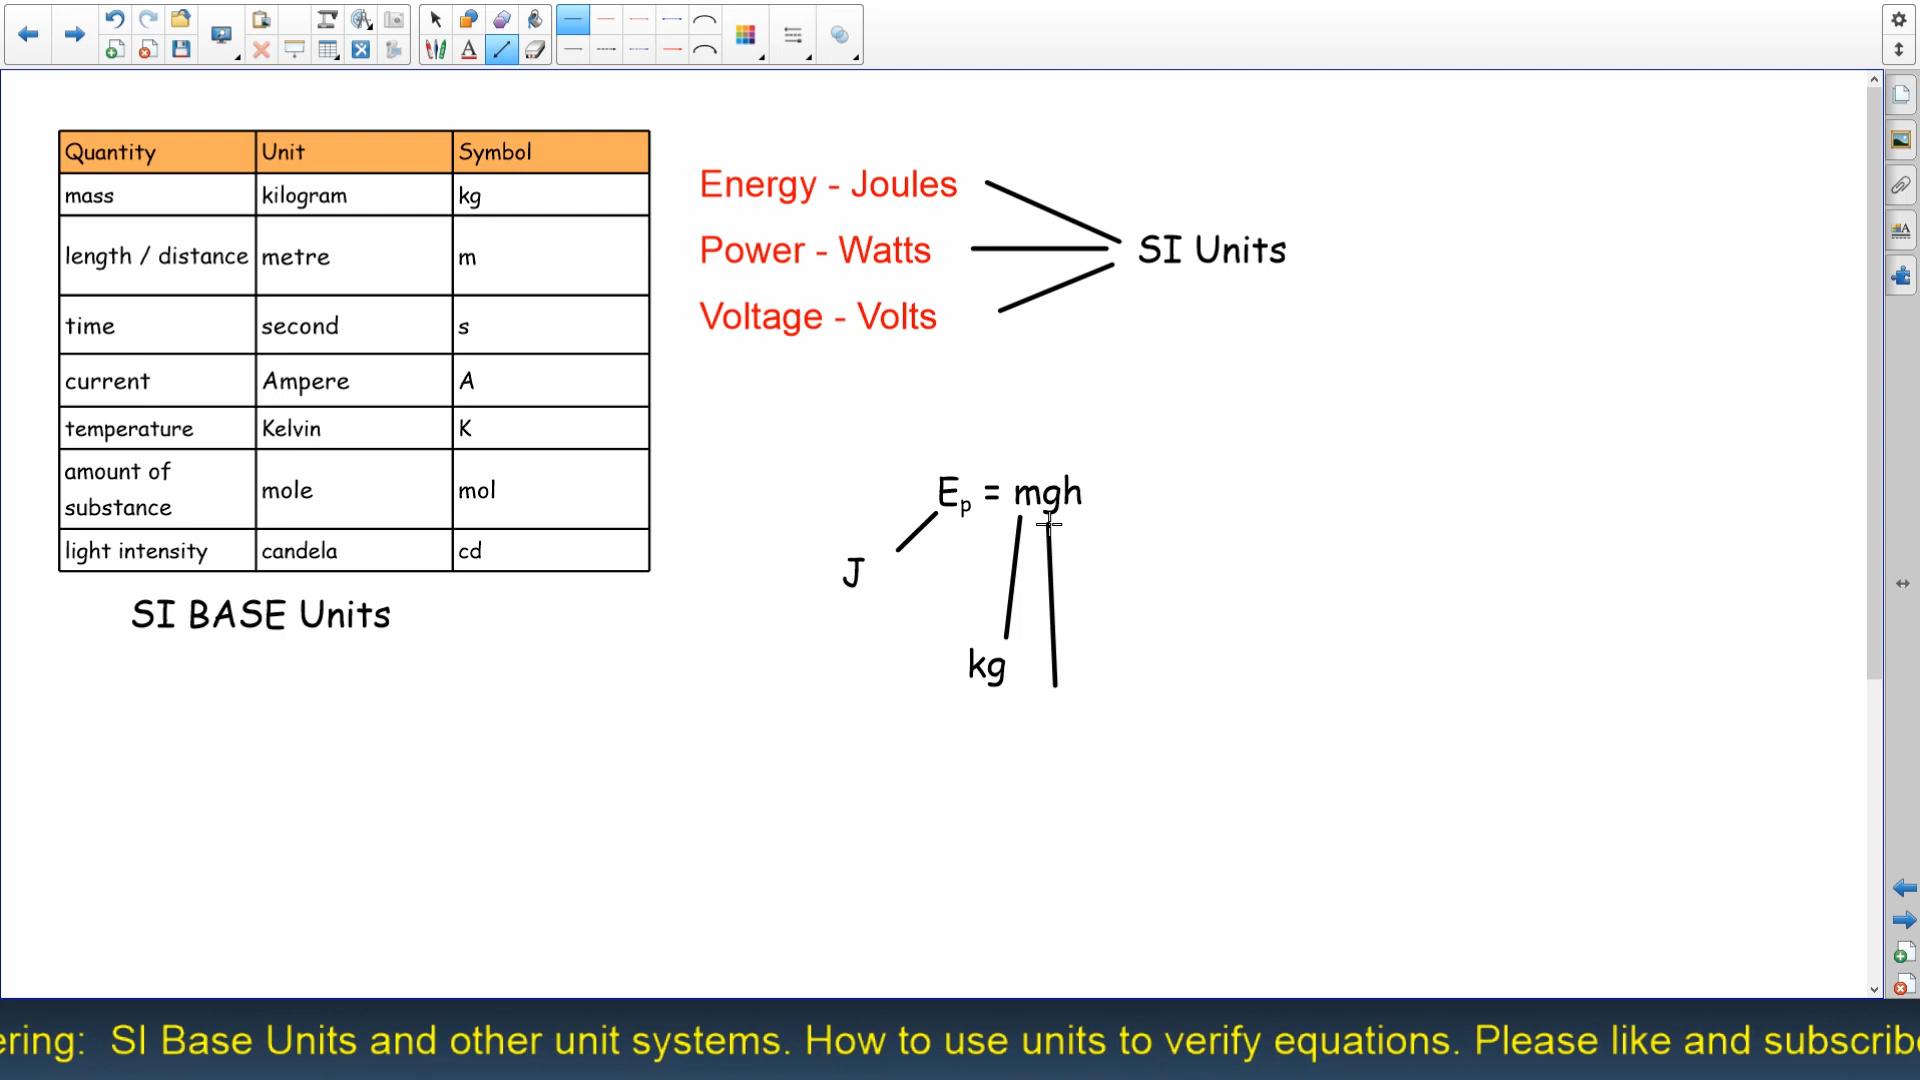 Quantity Unit Symbol
mass kilogram kg
length / distance metre m
time second s
current Ampere A
temperature Kelvin K
amount of
substance mole mol
light intensity candela cd
SI BASE Units
Energy - Joules
Power - Watts
Voltage - Volts
SI Units
Ep = mgh
J
kg
ering: SI Base Units and other unit systems. How to use units to verify equations. Please like and subscrib